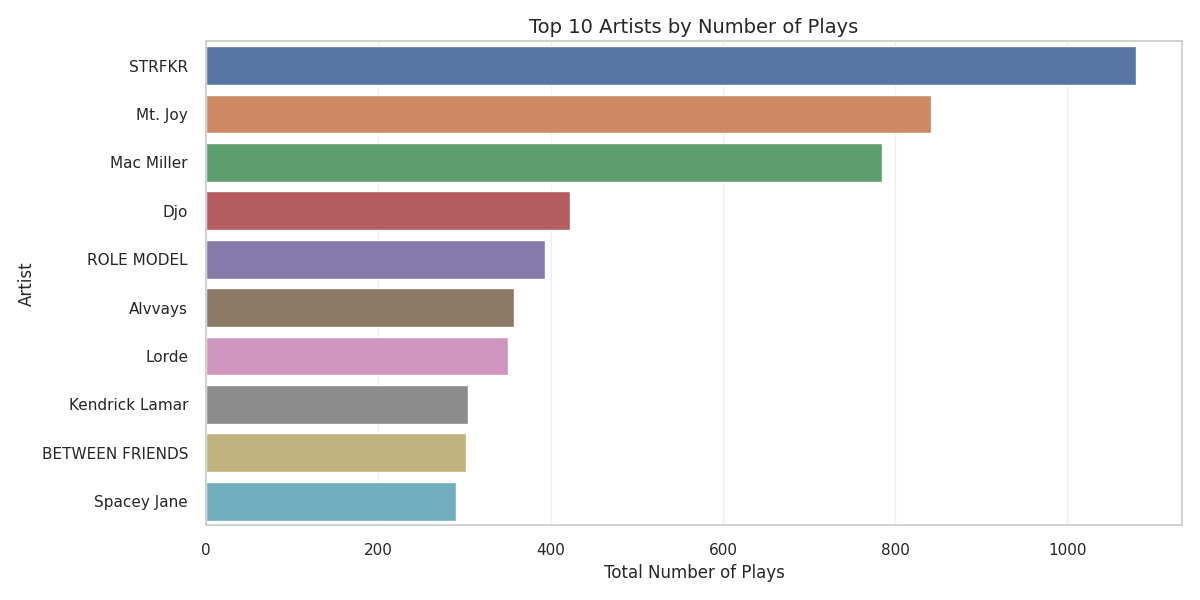 Top 10 Artists by Number of Plays
STRFKR
Mt. Joy
Mac Miller
Djo
ROLE MODEL
Alvvays
Lorde
Kendrick Lamar
BETWEEN FRIENDS
Spacey Jane
Artist
0 200 400 600 800 1000
Total Number of Plays